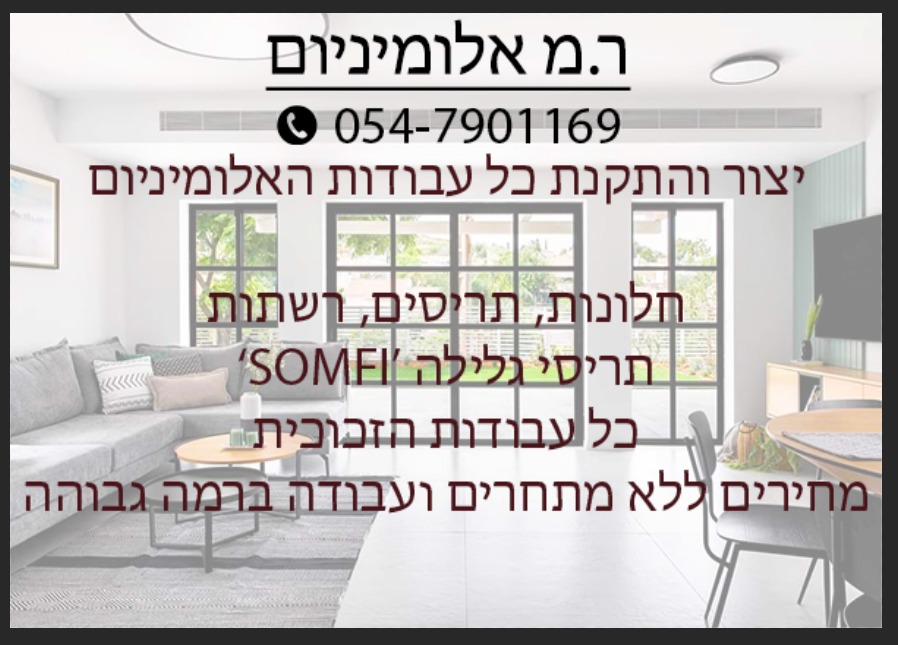 ר.מ אלומיניום
054-7901169
יצור והתקנת כל עבודות האלומיניום
חלונות, תריסים, רשתות
תריסי גלילה 'SOMFI'
כל עבודות הזכוכית
מחירים ללא מתחרים ועבודה ברמה גבוהה